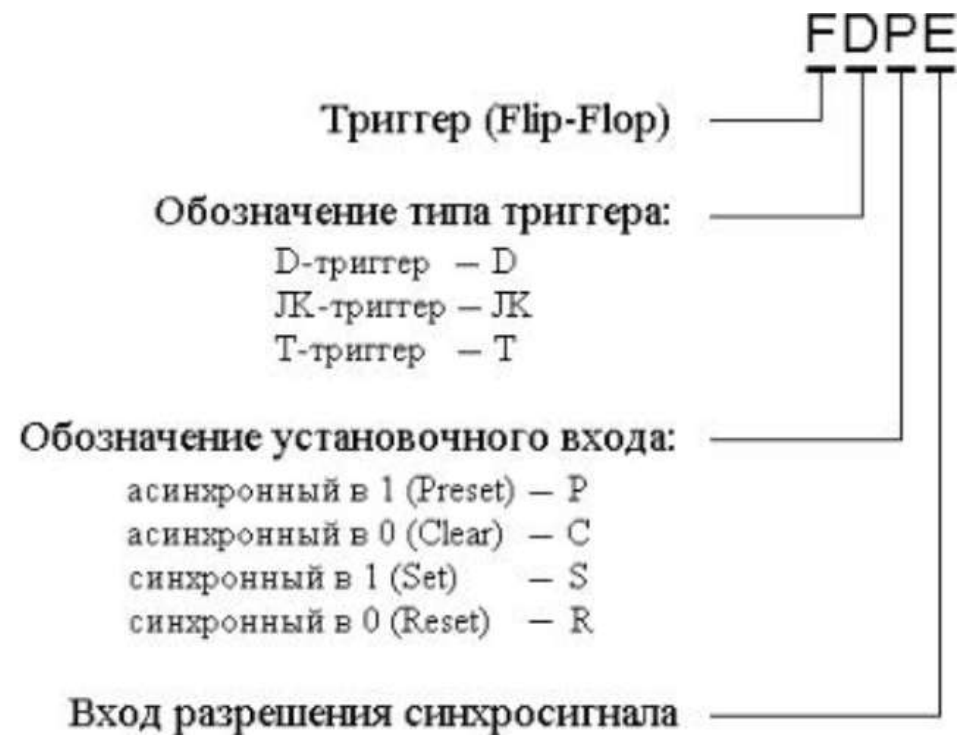 FDPE
Триггер (Flip-Flop)
Обозначение типа триггера:
D-триггер – D
JK-триггер – JK
T-триггер – T
Обозначение установочного входа:
асинхронный в 1 (Preset) – P
асинхронный в 0 (Clear) – C
синхронный в 1 (Set) – S
синхронный в 0 (Reset) – R
Вход разрешения синхросигнала